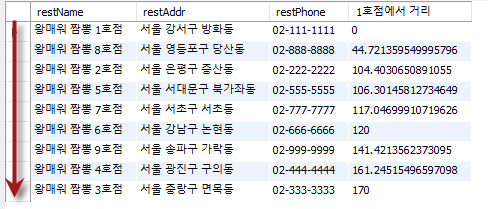 restName restAddr restPhone 1호점에서 거리
왕매워 짬뽕 1호점 서울 강서구 방화동 02-111-1111 0
왕매워 짬뽕 8호점 서울 영등포구 당산동 02-888-8888 44.721359549995796
왕매워 짬뽕 2호점 서울 은평구 증산동 02-222-2222 104.4030650891055
왕매워 짬뽕 5호점 서울 서대문구 북가좌동 02-555-5555 106.30145812734649
왕매워 짬뽕 7호점 서울 서초구 서초동 02-777-7777 117.04699910719626
왕매워 짬뽕 6호점 서울 강남구 논현동 02-666-6666 120
왕매워 짬뽕 9호점 서울 송파구 가락동 02-999-9999 141.4213562373095
왕매워 짬뽕 4호점 서울 광진구 구의동 02-444-4444 161.24515496597098
왕매워 짬뽕 3호점 서울 중랑구 면목동 02-333-3333 170